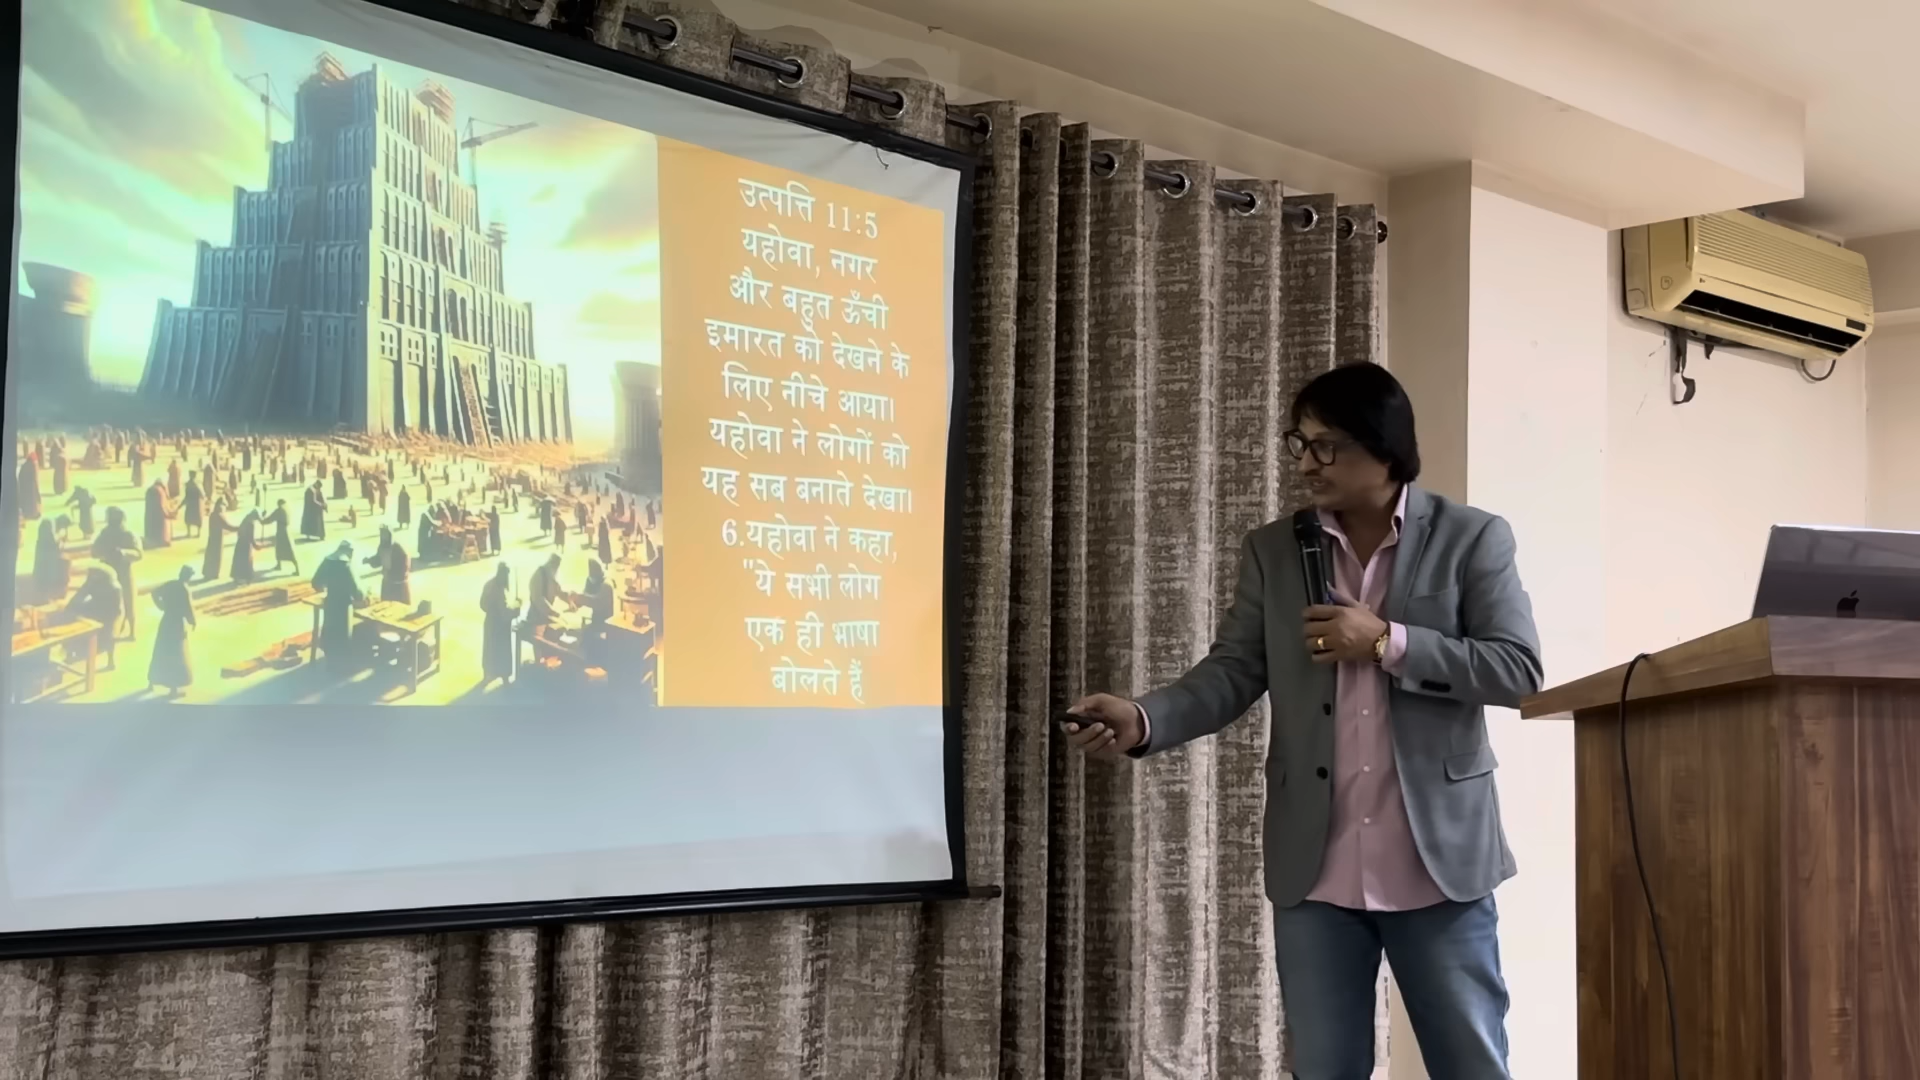 उत्पत्ति 11:5
यहोवा, नगर
और बहुत ऊँची
इमारत को देखने के
लिए नीचे आया।
यहोवा ने लोगों को
यह सब बनाते देखा।
6.यहोवा ने कहा,
"ये सभी लोग
एक ही भाषा
बोलते हैं